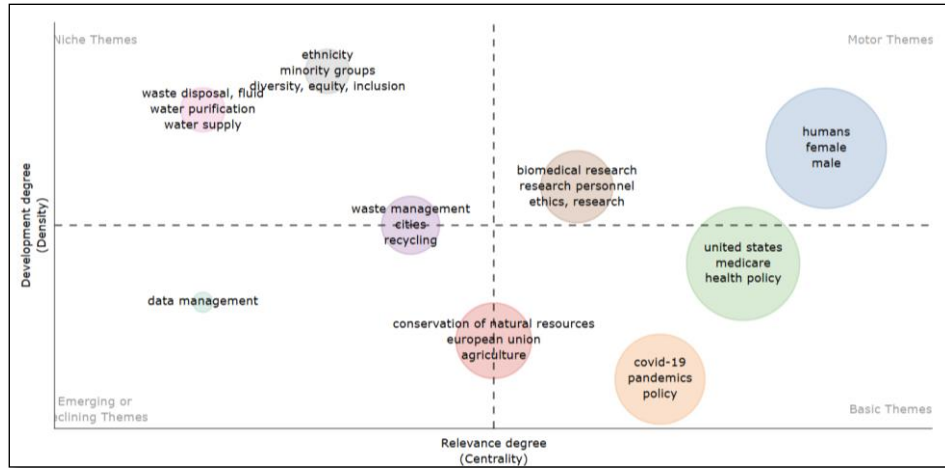 Niche Themes
Motor Themes
ethnicity
minority groups
diversity, equity, inclusion
waste disposal, fluid
water purification
water supply
humans
female
male
biomedical research
research personnel
ethics, research
waste management
cities
recycling
united states
medicare
health policy
data management
conservation of natural resources
european union
agriculture
covid-19
pandemics
policy
Emerging or
clining Themes
Basic Themes
Development degree
(Density)
Relevance degree
(Centrality)